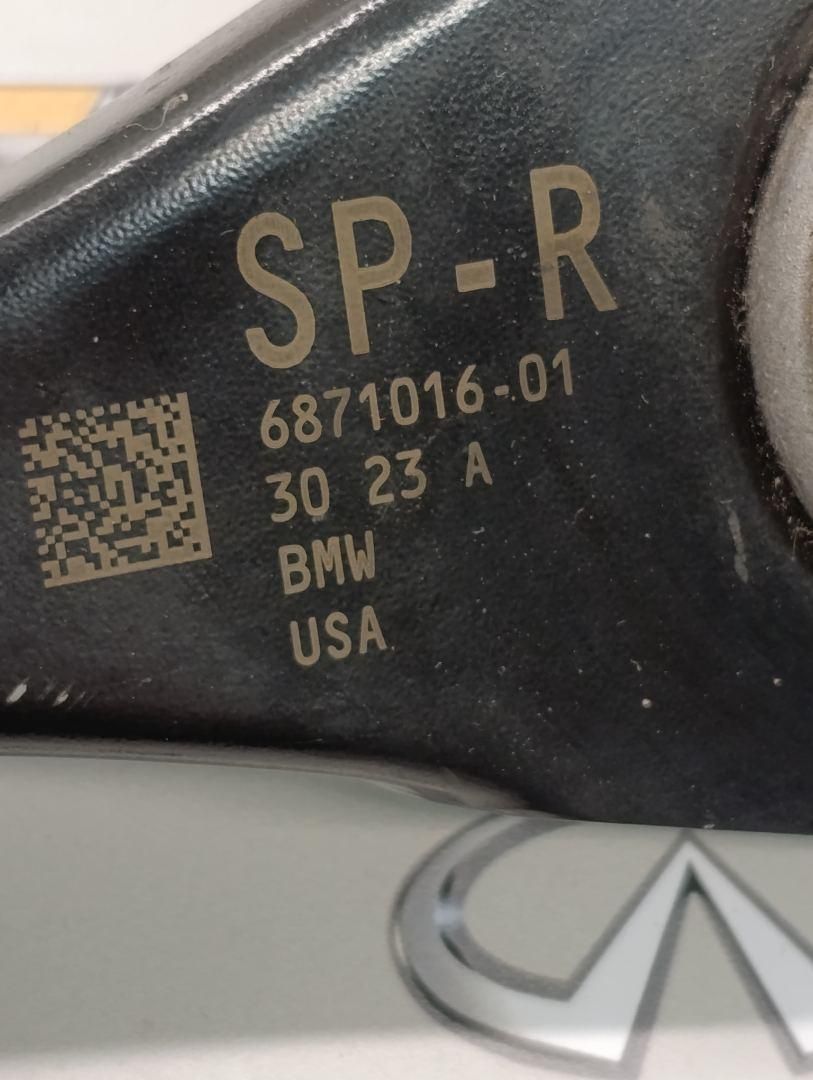 SP-R
6871016-01
30 23 A
BMW
USA